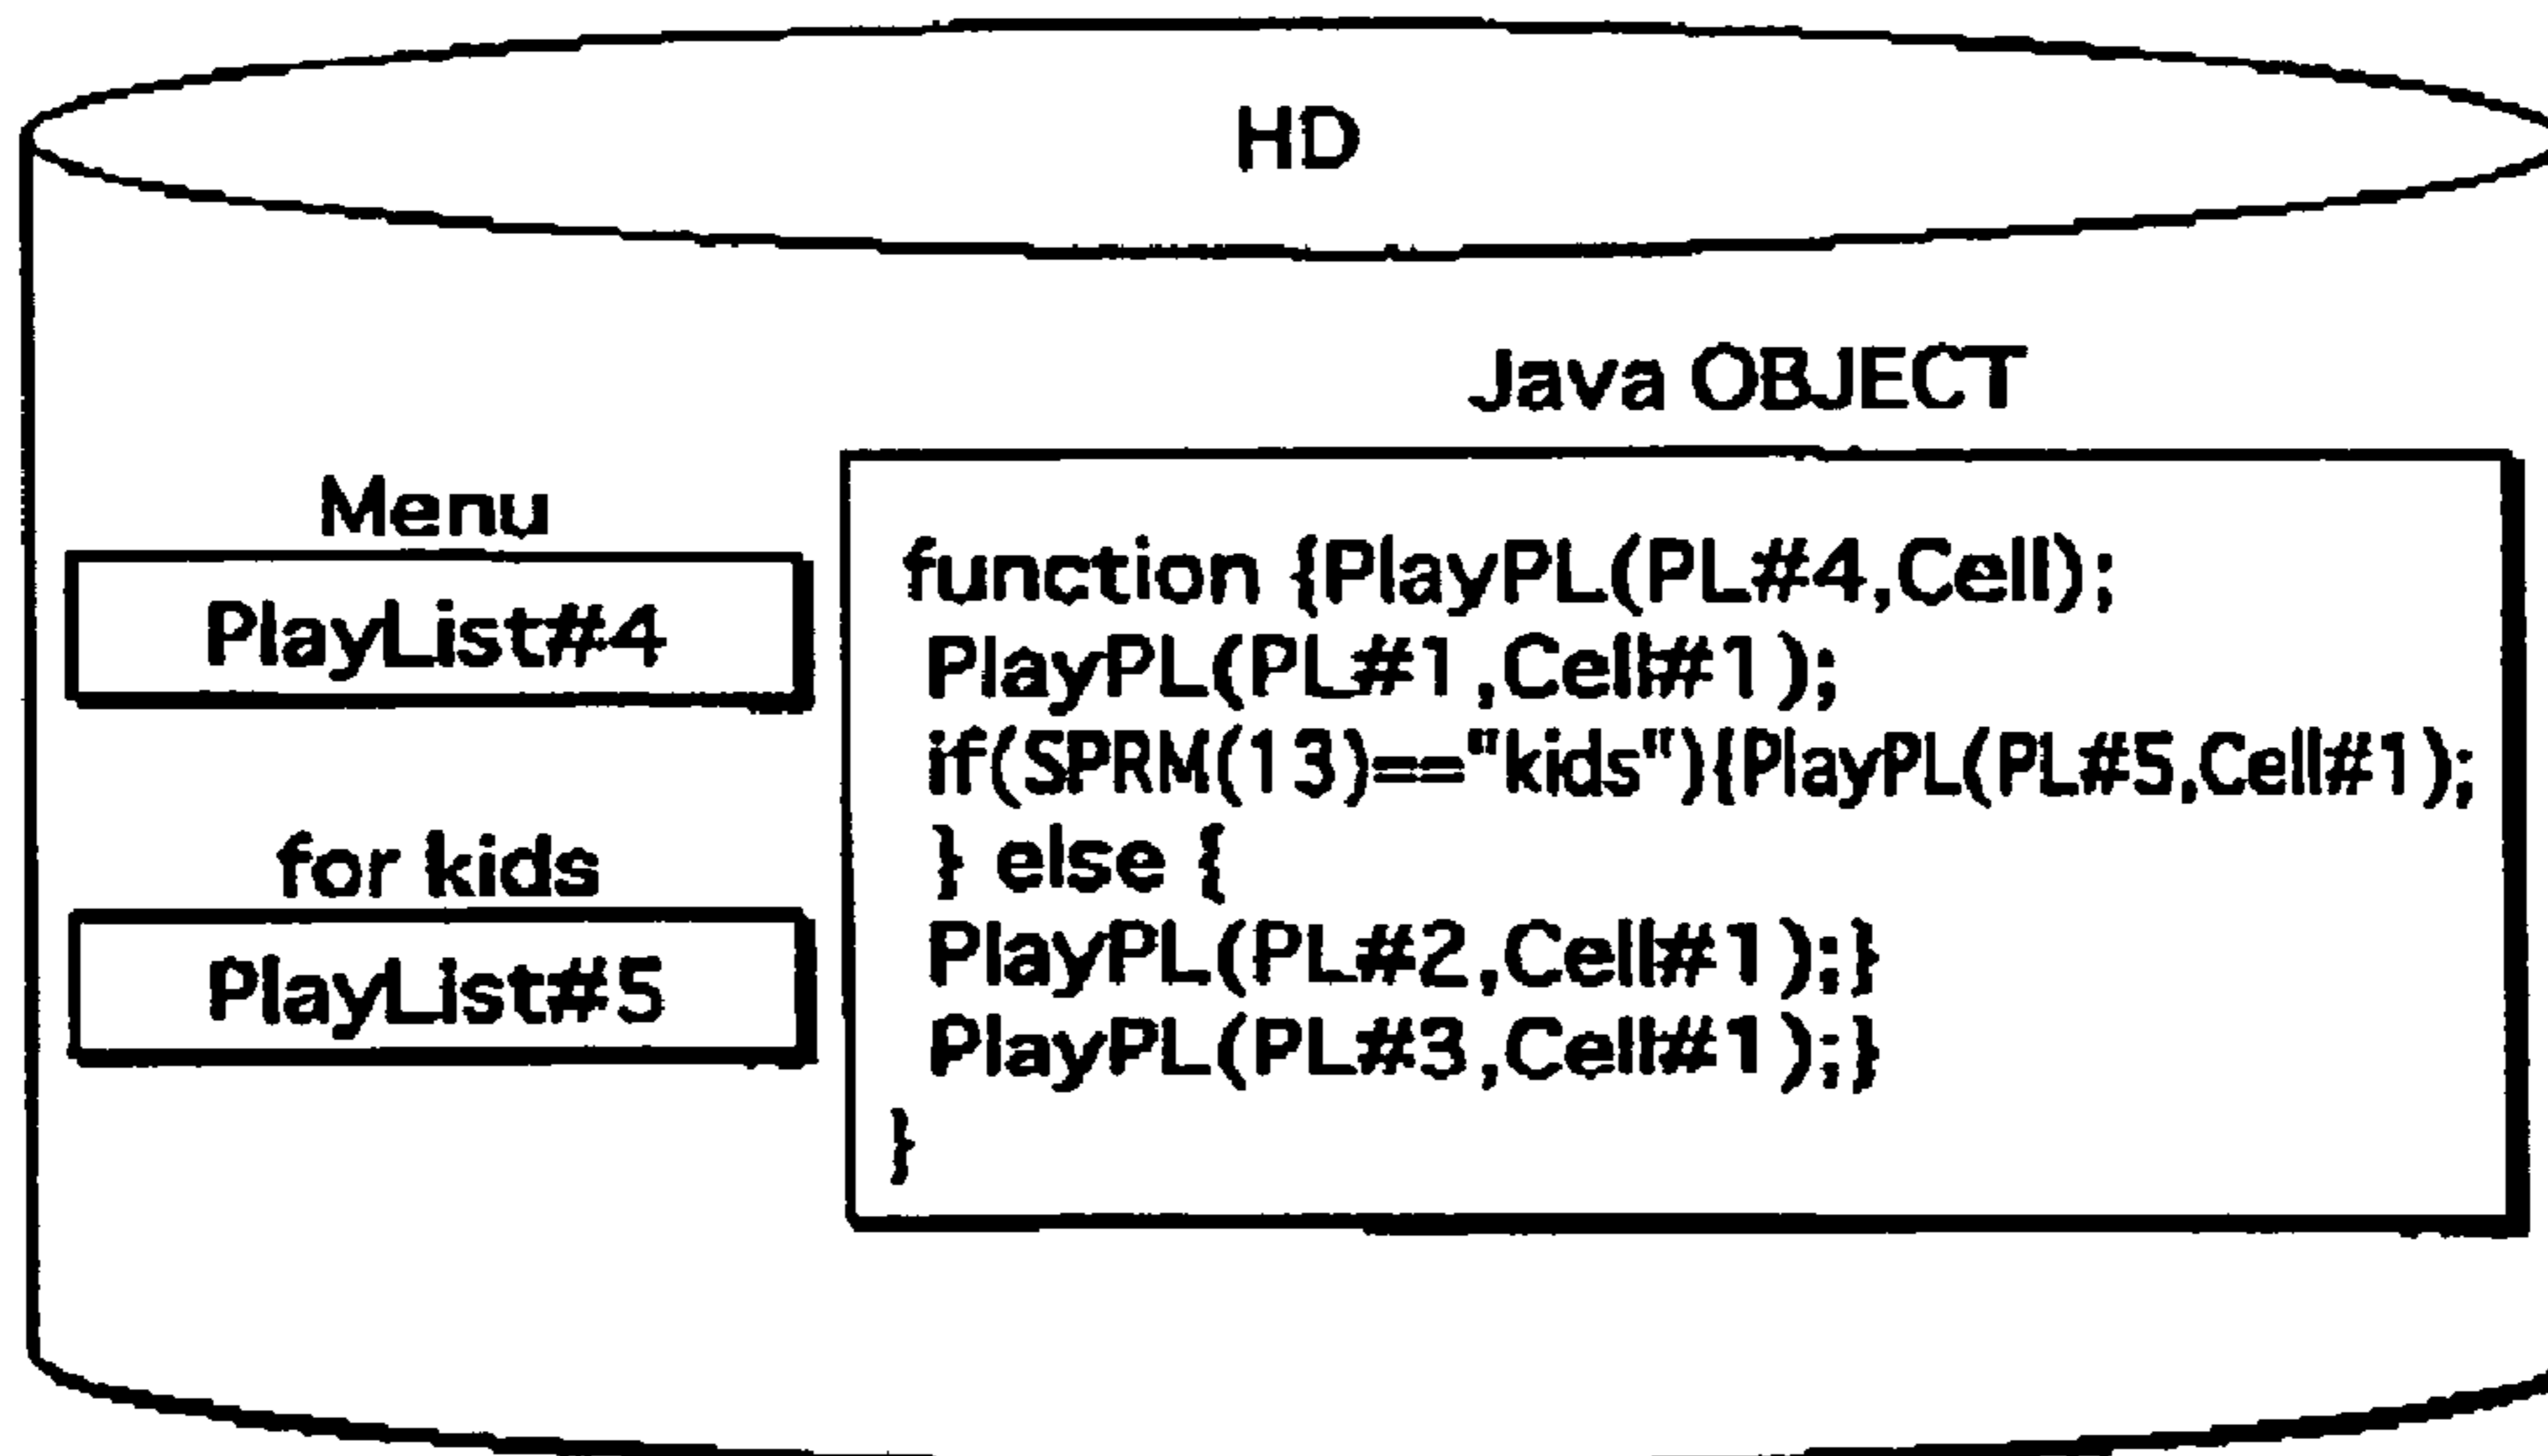 HD
Java OBJECT
Menu
PlayList#4
for kids
PlayList#5
function {PlayPL(PL#4,Cell);
PlayPL(PL#1,Cell#1);
if(SPRM(13)=="kids"){PlayPL(PL#5,Cell#1);
} else {
PlayPL(PL#2,Cell#1);}
PlayPL(PL#3,Cell#1);}
}